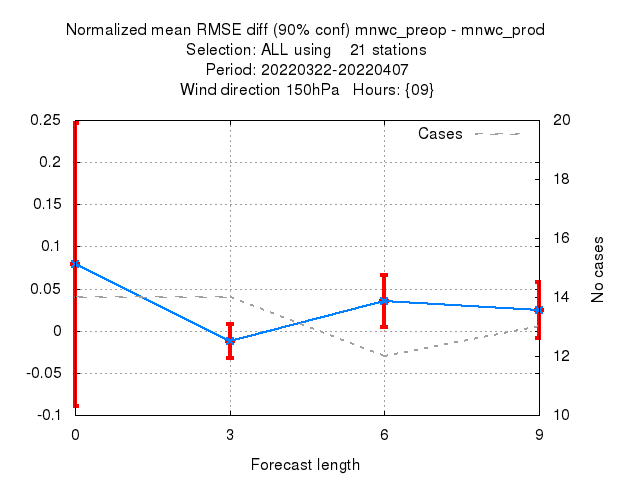 Normalized mean RMSE diff (90% conf) mnwc_preop - mnwc_prod
Selection: ALL using    21 stations
Period: 20220322-20220407
Wind direction 150hPa   Hours: {09}
Cases
0.25
0.2
0.15
0.1
0.05
0
-0.05
-0.1
20
18
16
14
12
10
No cases
0 3 6 9
Forecast length